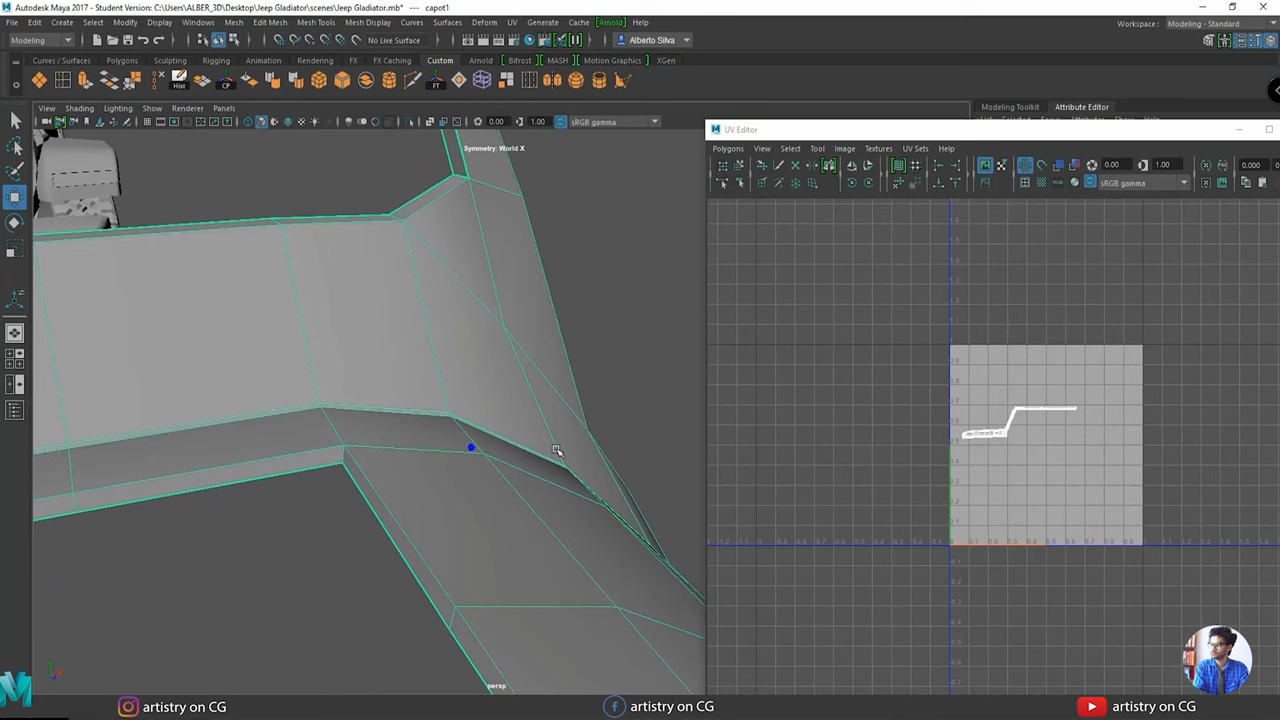 Autodesk Maya 2017 - Student Version: C:\Users\ALBER_3D\Desktop\Jeep Gladiator\scenes\Jeep Gladiator.mb* --- capot1
File Edit Create Select Modify Display Windows Mesh Edit Mesh Mesh Tools Mesh Display Curves Surfaces Deform UV Generate Cache [Arnold] Help
Workspace : Modeling - Standard*
Modeling No Live Surface Alberto Silva
Curves / Surfaces Polygons Sculpting Rigging Animation Rendering FX FX Caching Custom Arnold Bifrost MASH Motion Graphics XGen
Hist CP FT
View Shading Lighting Show Renderer Panels
Modeling Toolkit Attribute Editor
0.00 1.00 sRGB gamma
UV Editor
Symmetry: World X
Polygons View Select Tool Image Textures UV Sets Help
0.00 1.00 0.000
sRGB gamma
persp
artistry on CG artistry on CG artistry on CG